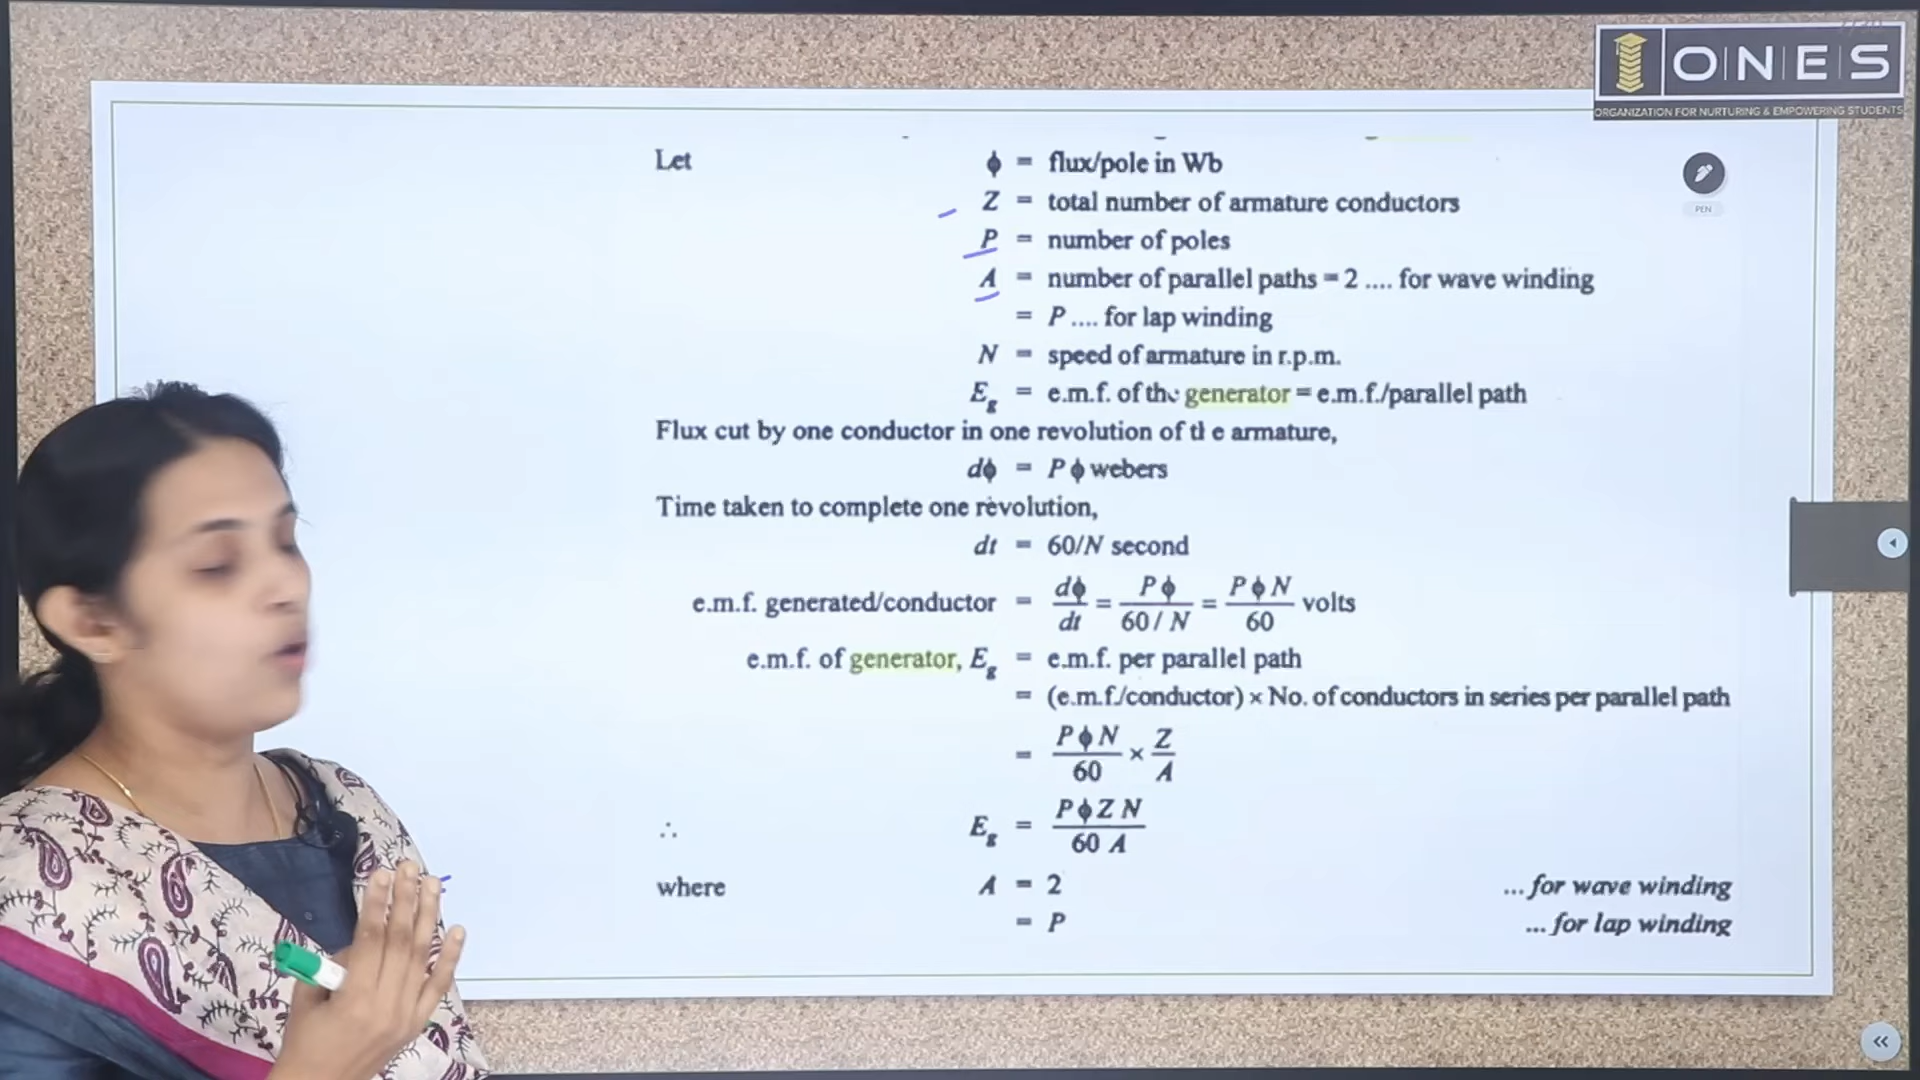 ONES
ORGANIZATION FOR NURTURING & EMPOWERING STUDENTS
PEN
Let ϕ = flux/pole in Wb
Z = total number of armature conductors
P = number of poles
A = number of parallel paths = 2 .... for wave winding
= P .... for lap winding
N = speed of armature in r.p.m.
E_g = e.m.f. of the generator = e.m.f./parallel path
Flux cut by one conductor in one revolution of the armature,
dϕ = P ϕ webers
Time taken to complete one revolution,
dt = 60/N second
e.m.f. generated/conductor = dϕ/dt = Pϕ/(60 / N) = PϕN/60 volts
e.m.f. of generator, E_g = e.m.f. per parallel path
= (e.m.f./conductor) × No. of conductors in series per parallel path
= PϕN/60 × Z/A
∴ E_g = PϕZN/60 A
where A = 2 ... for wave winding
= P ... for lap winding